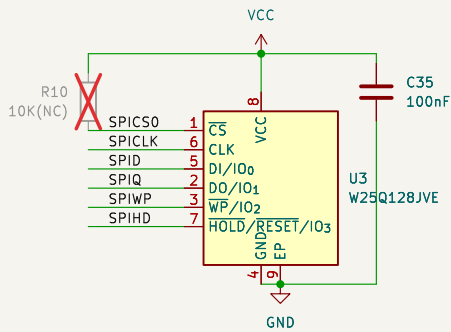 VCC
R10
10K(NC)
C35
100nF
8
VCC
SPICS0 1 CS
SPICLK 6 CLK
SPID 5 DI/IO0
SPIQ 2 DO/IO1
SPIWP 3 WP/IO2
SPIHD 7 HOLD/RESET/IO3
U3
W25Q128JVE
GND
EP
4
9
GND